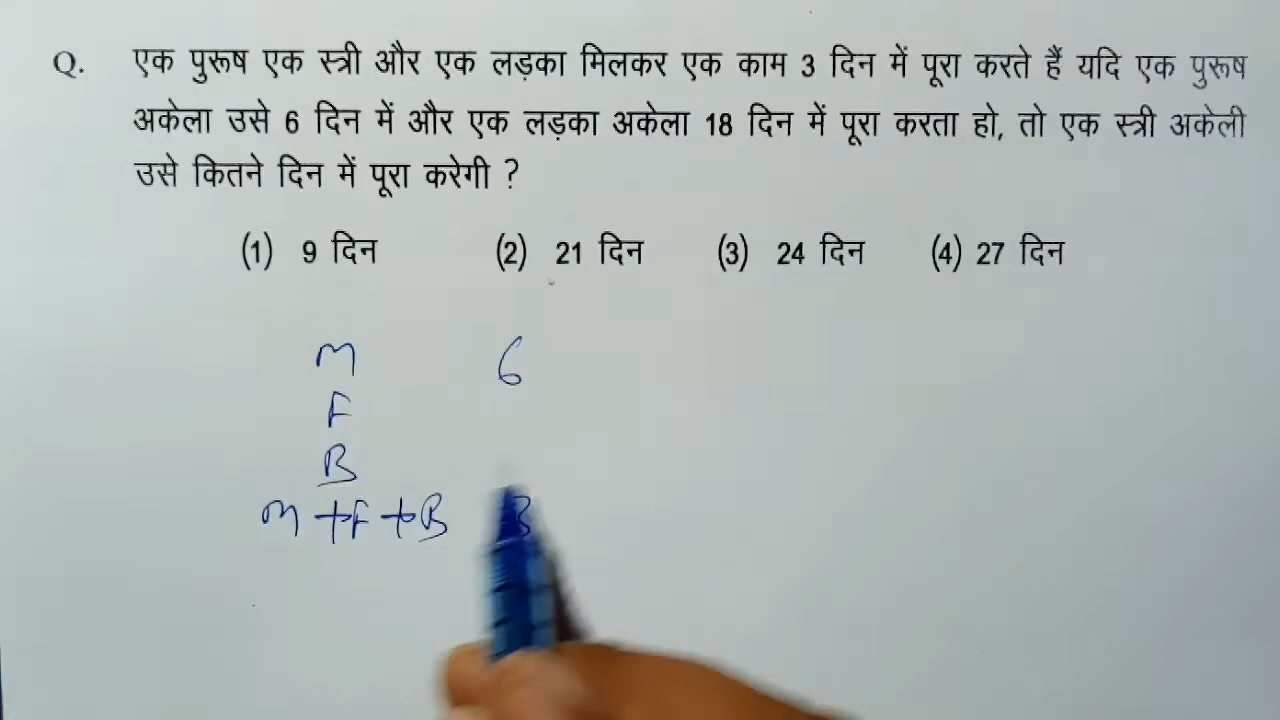 Q. एक पुरूष एक स्त्री और एक लड़का मिलकर एक काम 3 दिन में पूरा करते हैं यदि एक पुरूष
अकेला उसे 6 दिन में और एक लड़का अकेला 18 दिन में पूरा करता हो, तो एक स्त्री अकेली
उसे कितने दिन में पूरा करेगी ?
(1) 9 दिन (2) 21 दिन (3) 24 दिन (4) 27 दिन
M 6
F
B
M + F + B 3